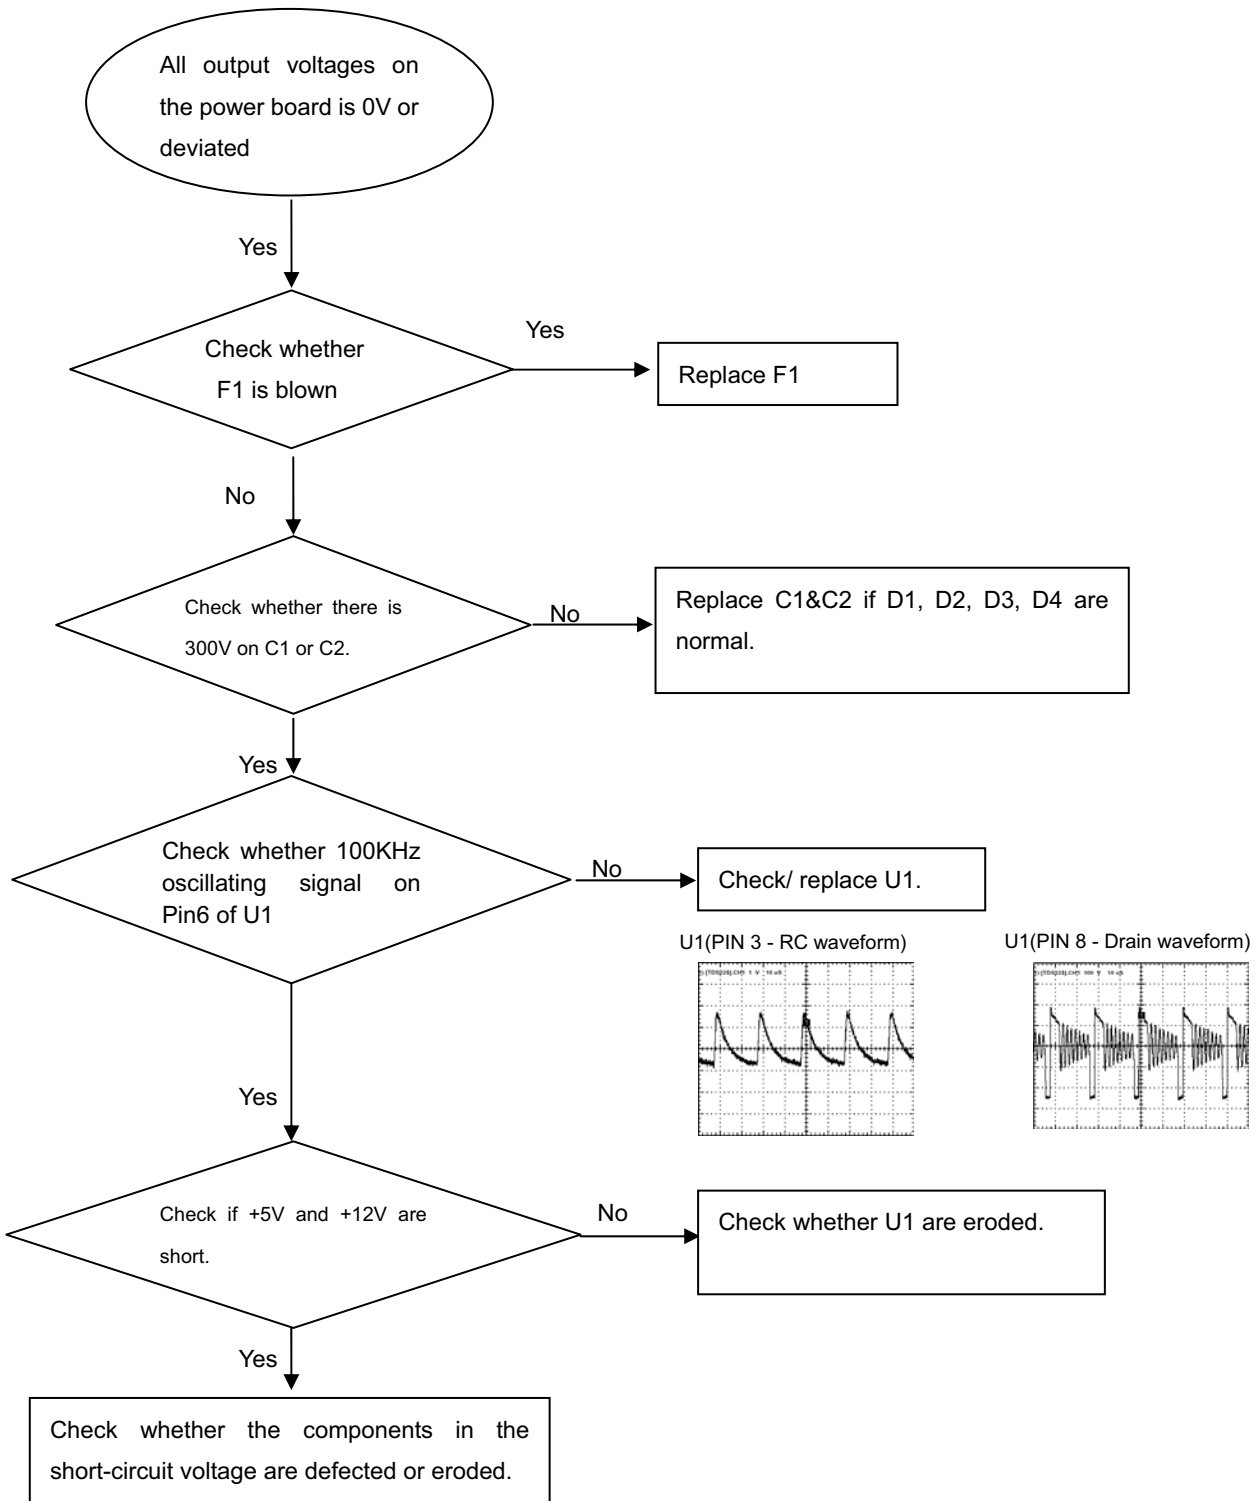 All output voltages on
the power board is 0V or
deviated
Yes
Check whether
F1 is blown
Yes
Replace F1
No
Check whether there is
300V on C1 or C2.
No
Replace C1&C2 if D1, D2, D3, D4 are
normal.
Yes
Check whether 100KHz
oscillating signal on
Pin6 of U1
No
Check/ replace U1.
U1(PIN 3 - RC waveform)
U1(PIN 8 - Drain waveform)
Yes
Check if +5V and +12V are
short.
No
Check whether U1 are eroded.
Yes
Check whether the components in the
short-circuit voltage are defected or eroded.